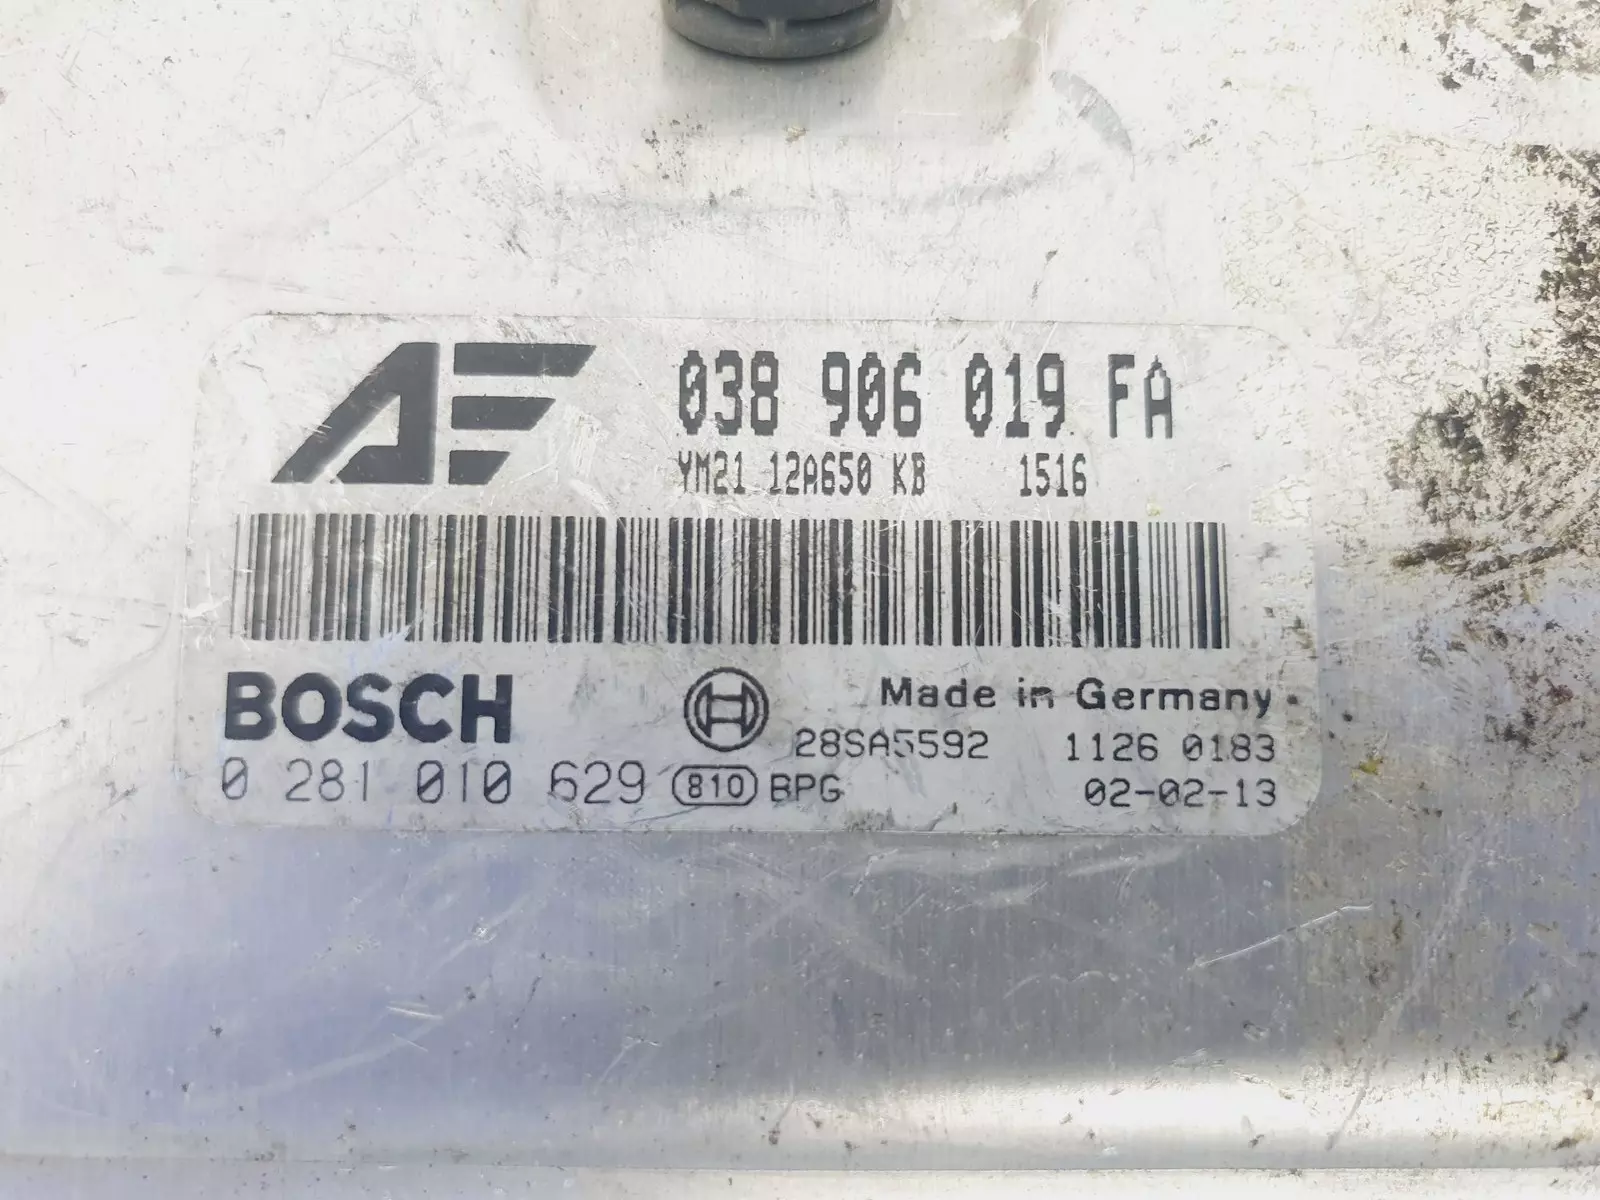 AF 038 906 019 FA
YM21 12A650 KB 1516
BOSCH Made in Germany
28SA5592 1126 0183
0 281 010 629 810 BPG 02-02-13